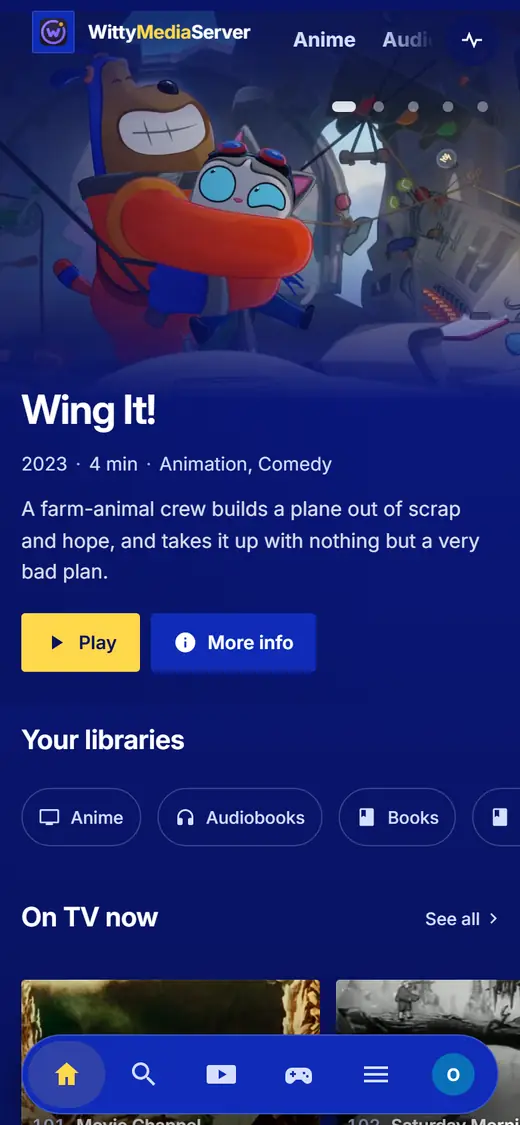 WittyMediaServer
Anime
Wing It!
2023 · 4 min · Animation, Comedy
A farm-animal crew builds a plane out of scrap
and hope, and takes it up with nothing but a very
bad plan.
Play
More info
Your libraries
Anime
Audiobooks
Books
On TV now
See all
O